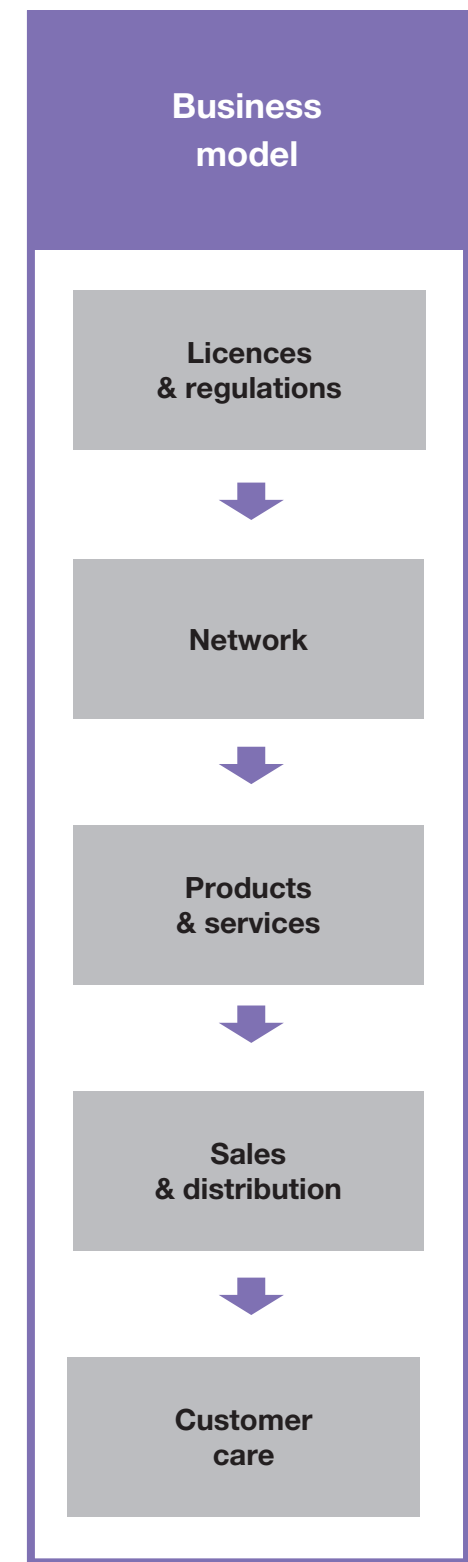 Business
model
Licences
& regulations
Network
Products
& services
Sales
& distribution
Customer
care